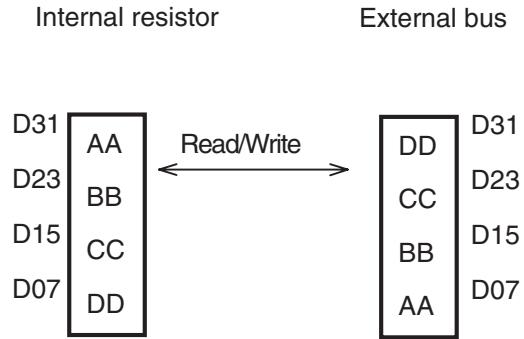 Internal resistor External bus
D31 AA Read/Write DD D31
D23 BB CC D23
D15 CC BB D15
D07 DD AA D07